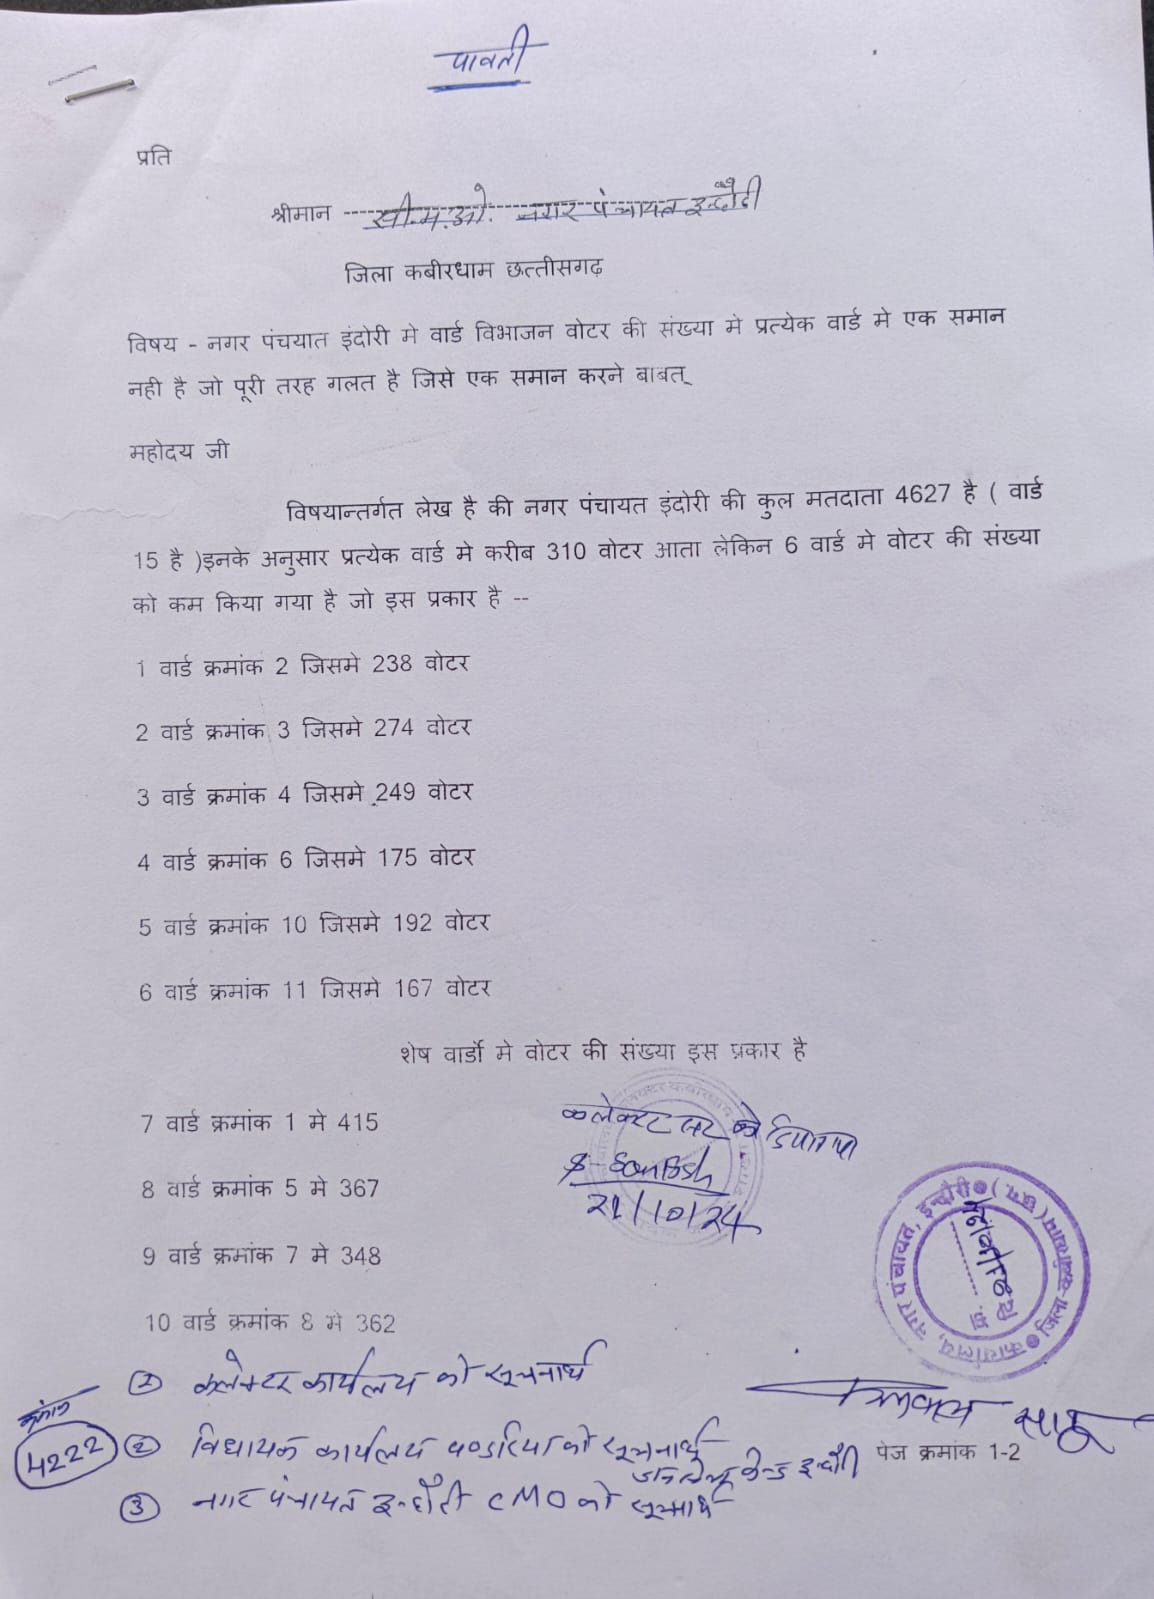 पावती
प्रति
श्रीमान ---- सी.म.ओ. नगर पंचायत इन्दौरी
जिला कबीरधाम छत्तीसगढ़
विषय - नगर पंचयात इंदोरी मे वार्ड विभाजन वोटर की संख्या मे प्रत्येक वार्ड मे एक समान
नही है जो पूरी तरह गलत है जिसे एक समान करने बाबत्
महोदय जी
विषयान्तर्गत लेख है की नगर पंचायत इंदोरी की कुल मतदाता 4627 है ( वार्ड
15 है )इनके अनुसार प्रत्येक वार्ड मे करीब 310 वोटर आता लेकिन 6 वार्ड मे वोटर की संख्या
को कम किया गया है जो इस प्रकार है --
1 वार्ड क्रमांक 2 जिसमे 238 वोटर
2 वार्ड क्रमांक 3 जिसमे 274 वोटर
3 वार्ड क्रमांक 4 जिसमे 249 वोटर
4 वार्ड क्रमांक 6 जिसमे 175 वोटर
5 वार्ड क्रमांक 10 जिसमे 192 वोटर
6 वार्ड क्रमांक 11 जिसमे 167 वोटर
शेष वार्डो मे वोटर की संख्या इस प्रकार है
7 वार्ड क्रमांक 1 मे 415
8 वार्ड क्रमांक 5 मे 367
9 वार्ड क्रमांक 7 मे 348
10 वार्ड क्रमांक 8 मे 362
21/10/24
कार्यालय, नगर पंचायत, इन्दौरी
① कलेक्टर कार्यालय को सूचनार्थ
क्रमांक
4222
② विधायक कार्यालय पण्डरिया को सूचनार्थ
साहू
पेज क्रमांक 1-2
③ नगर पंचायत इन्दौरी CMO को सूचनार्थ